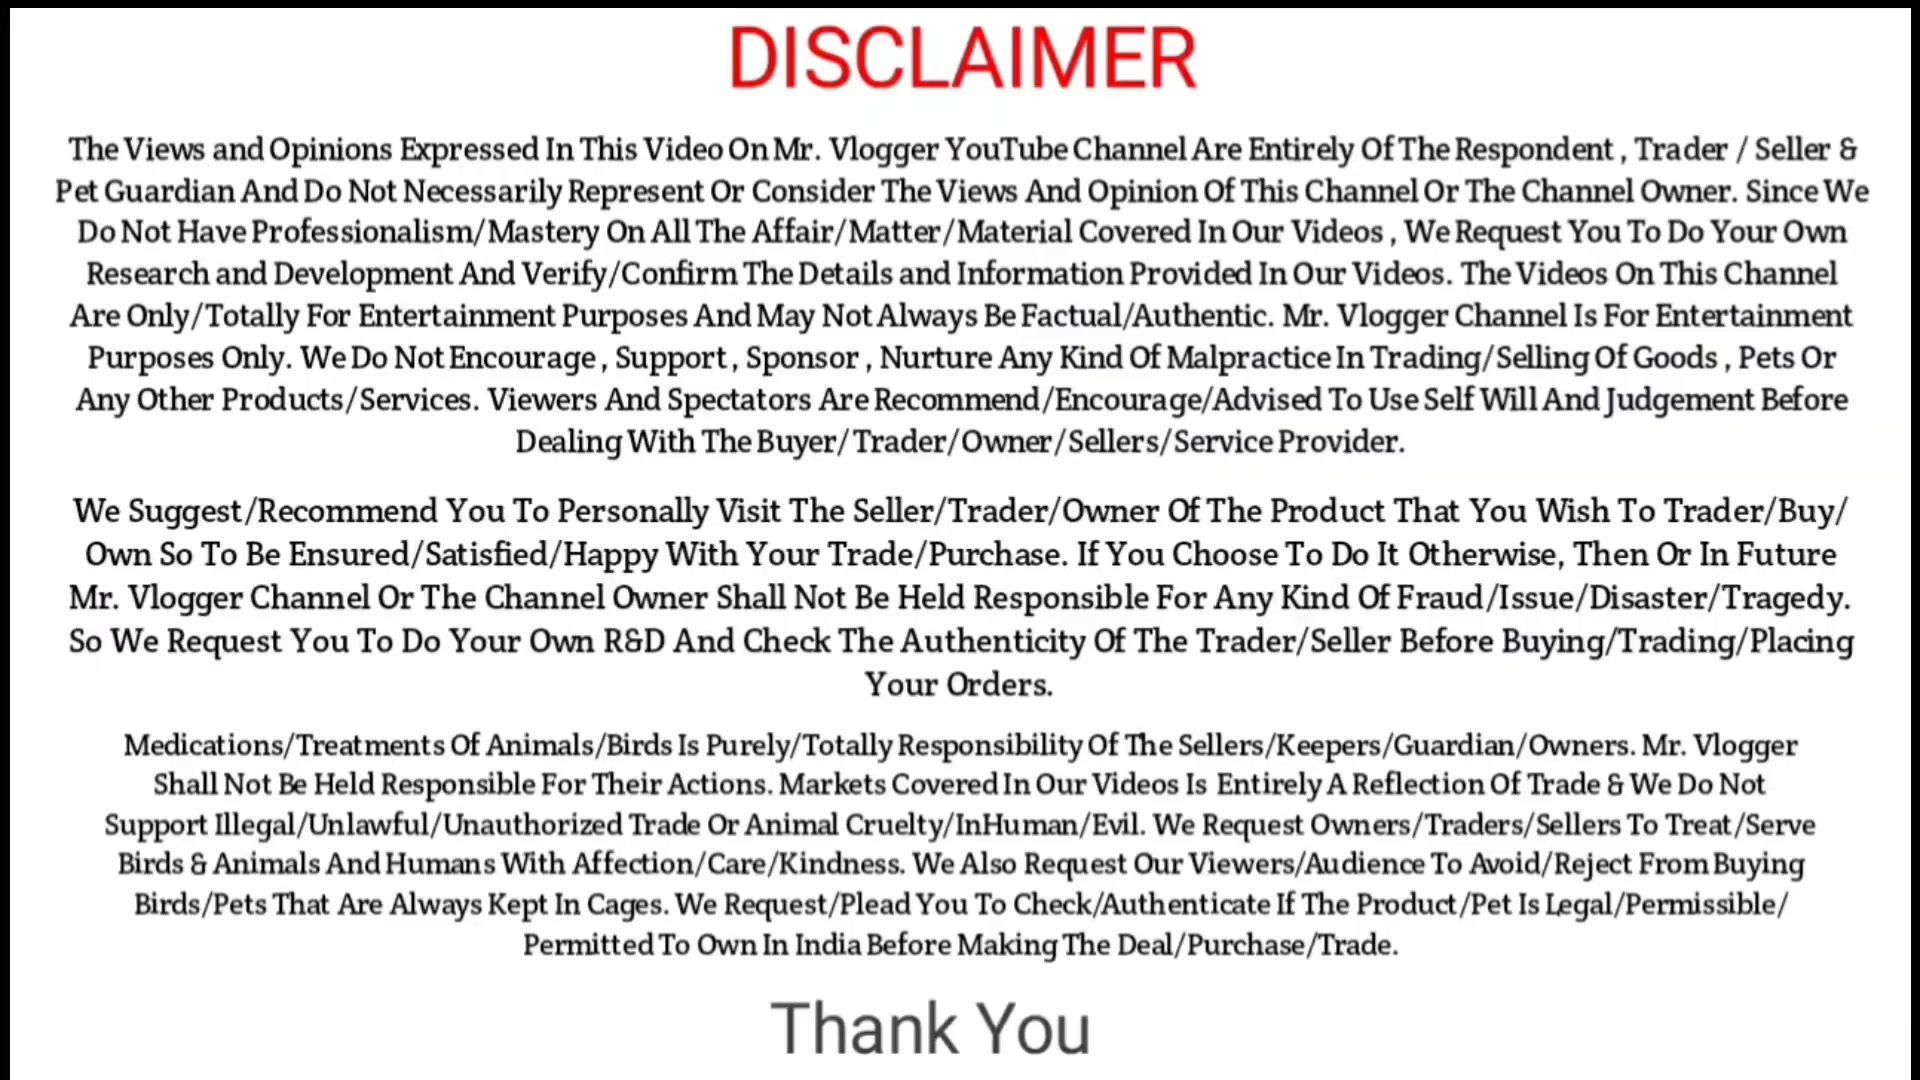 DISCLAIMER
The Views and Opinions Expressed In This Video On Mr. Vlogger YouTube Channel Are Entirely Of The Respondent , Trader / Seller &
Pet Guardian And Do Not Necessarily Represent Or Consider The Views And Opinion Of This Channel Or The Channel Owner. Since We
Do Not Have Professionalism/Mastery On All The Affair/Matter/Material Covered In Our Videos , We Request You To Do Your Own
Research and Development And Verify/Confirm The Details and Information Provided In Our Videos. The Videos On This Channel
Are Only/Totally For Entertainment Purposes And May Not Always Be Factual/Authentic. Mr. Vlogger Channel Is For Entertainment
Purposes Only. We Do Not Encourage , Support , Sponsor , Nurture Any Kind Of Malpractice In Trading/Selling Of Goods , Pets Or
Any Other Products/Services. Viewers And Spectators Are Recommend/Encourage/Advised To Use Self Will And Judgement Before
Dealing With The Buyer/Trader/Owner/Sellers/Service Provider.
We Suggest/Recommend You To Personally Visit The Seller/Trader/Owner Of The Product That You Wish To Trader/Buy/
Own So To Be Ensured/Satisfied/Happy With Your Trade/Purchase. If You Choose To Do It Otherwise, Then Or In Future
Mr. Vlogger Channel Or The Channel Owner Shall Not Be Held Responsible For Any Kind Of Fraud/Issue/Disaster/Tragedy.
So We Request You To Do Your Own R&D And Check The Authenticity Of The Trader/Seller Before Buying/Trading/Placing
Your Orders.
Medications/Treatments Of Animals/Birds Is Purely/Totally Responsibility Of The Sellers/Keepers/Guardian/Owners. Mr. Vlogger
Shall Not Be Held Responsible For Their Actions. Markets Covered In Our Videos Is Entirely A Reflection Of Trade & We Do Not
Support Illegal/Unlawful/Unauthorized Trade Or Animal Cruelty/InHuman/Evil. We Request Owners/Traders/Sellers To Treat/Serve
Birds & Animals And Humans With Affection/Care/Kindness. We Also Request Our Viewers/Audience To Avoid/Reject From Buying
Birds/Pets That Are Always Kept In Cages. We Request/Plead You To Check/Authenticate If The Product/Pet Is Legal/Permissible/
Permitted To Own In India Before Making The Deal/Purchase/Trade.
Thank You